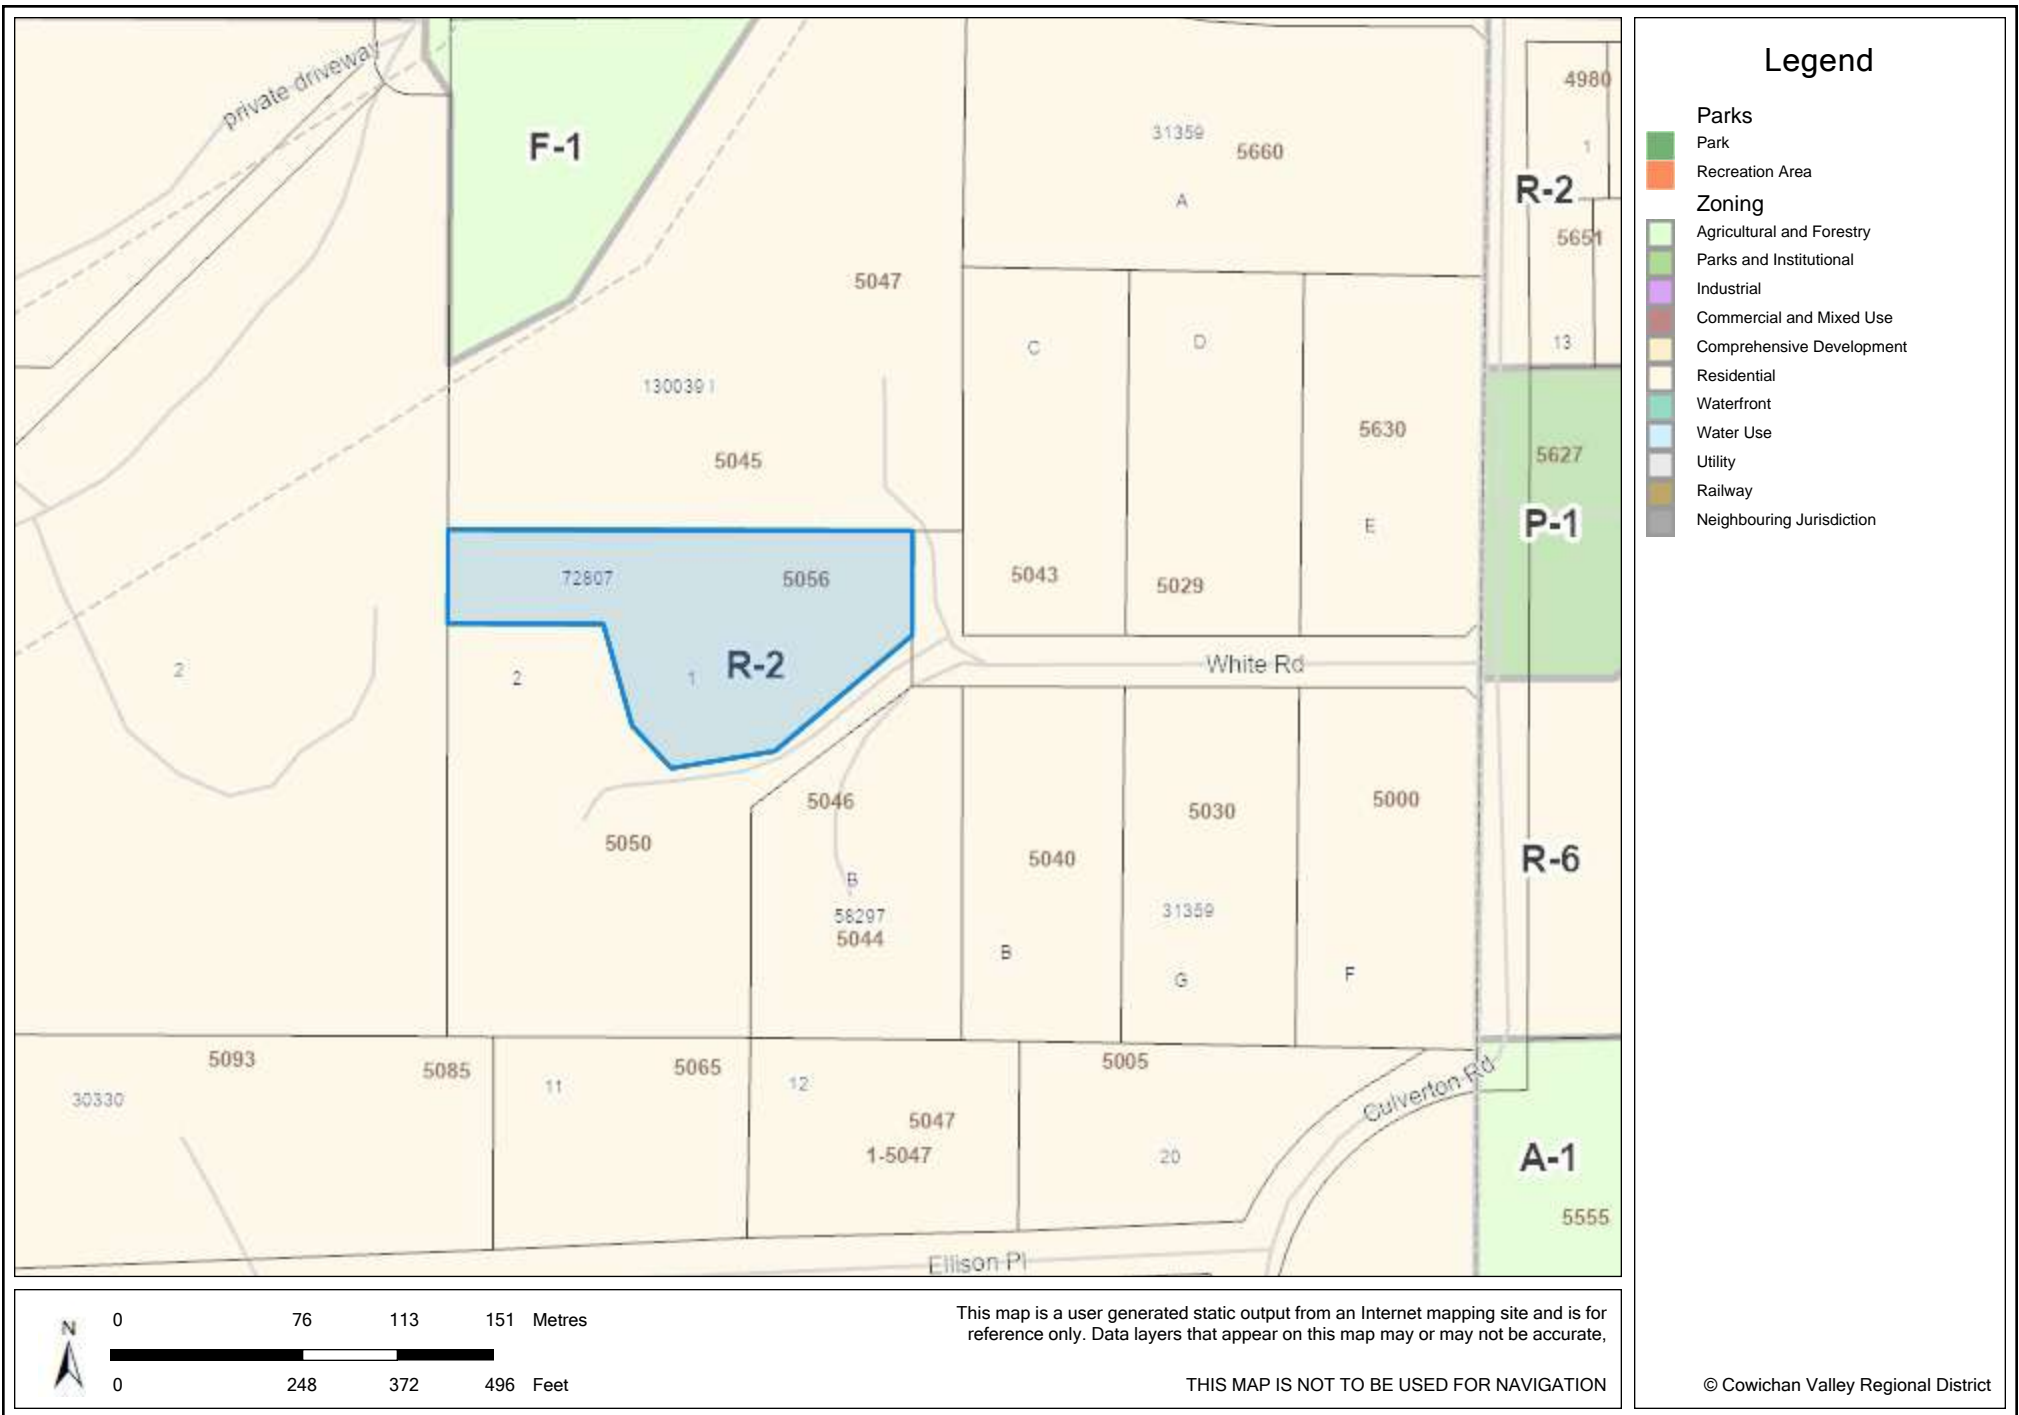 private driveway
F-1
31359
5660
A
4980
1
R-2
5651
13
5047
C
D
1300391
5045
5630
E
5627
P-1
5043
5029
72807
5056
R-2
1
2
2
White Rd
5046
5050
B
58297
5044
5040
B
5030
31359
G
5000
F
R-6
5093
30330
5085
11
5065
12
5047
1-5047
5005
20
Culverton Rd
A-1
5555
Ellison Pl
Legend
Parks
Park
Recreation Area
Zoning
Agricultural and Forestry
Parks and Institutional
Industrial
Commercial and Mixed Use
Comprehensive Development
Residential
Waterfront
Water Use
Utility
Railway
Neighbouring Jurisdiction
N
0 76 113 151 Metres
0 248 372 496 Feet
This map is a user generated static output from an Internet mapping site and is for
reference only. Data layers that appear on this map may or may not be accurate,
THIS MAP IS NOT TO BE USED FOR NAVIGATION
© Cowichan Valley Regional District